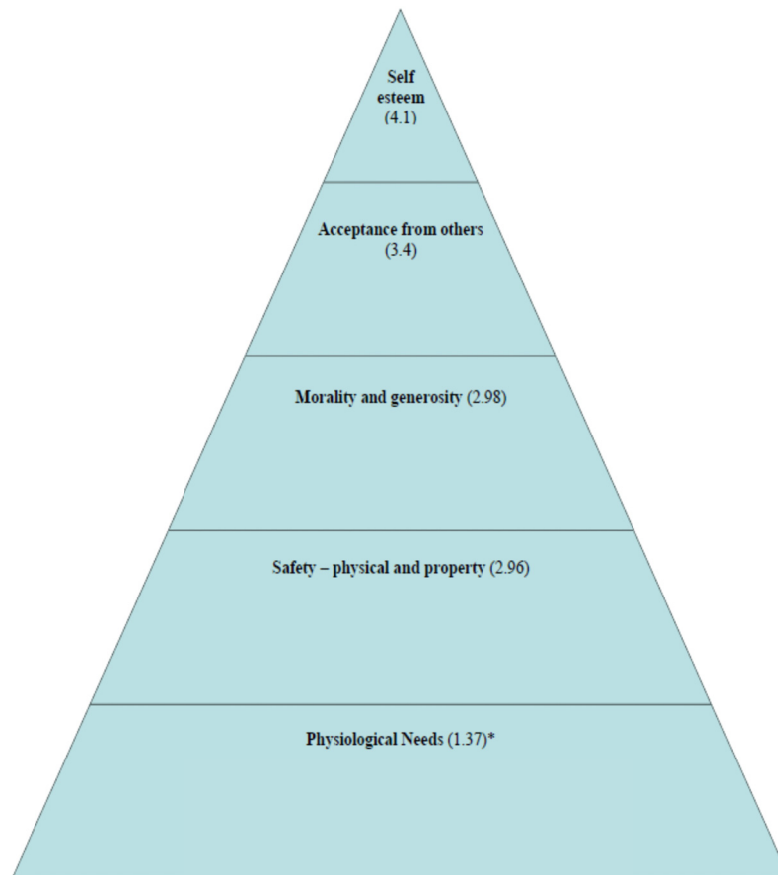 Self
esteem
(4.1)
Acceptance from others
(3.4)
Morality and generosity (2.98)
Safety – physical and property (2.96)
Physiological Needs (1.37)*